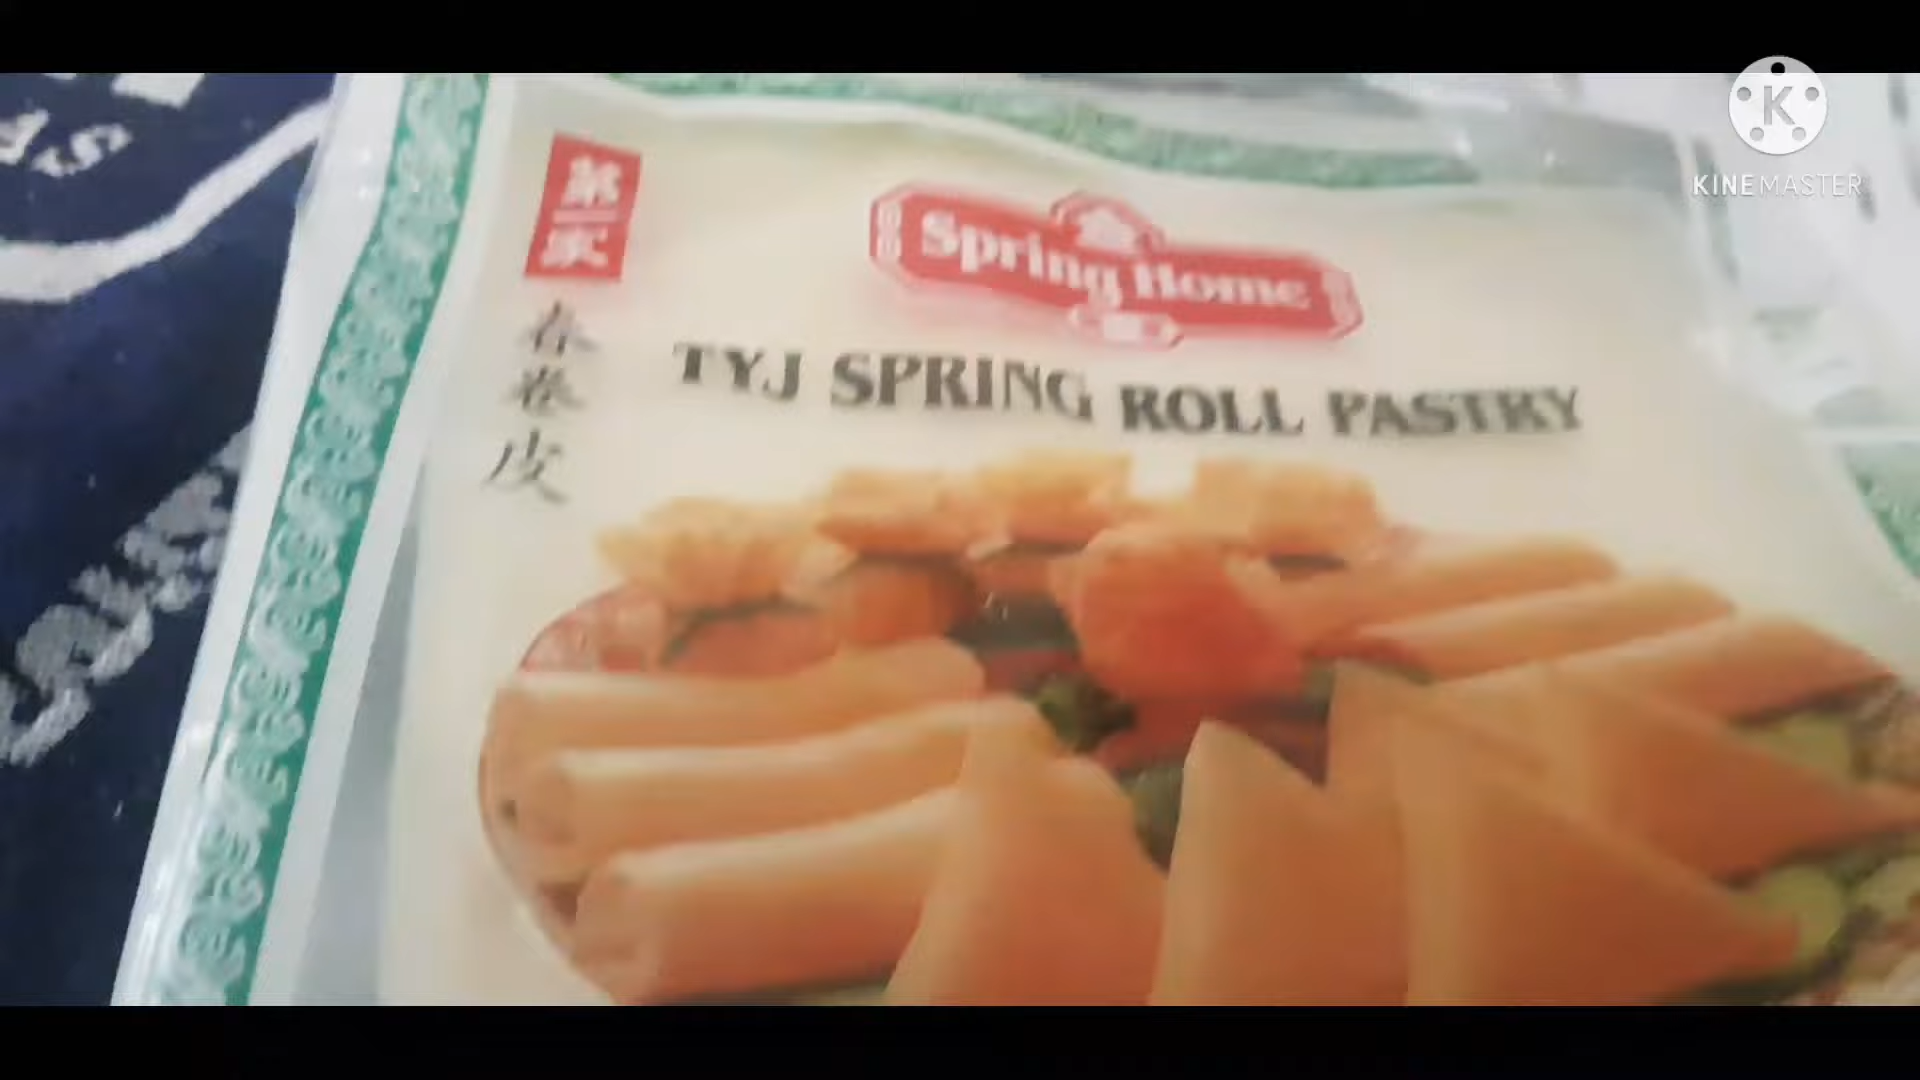 KINEMASTER
第一家
Spring Home
春卷皮
TYJ SPRING ROLL PASTRY